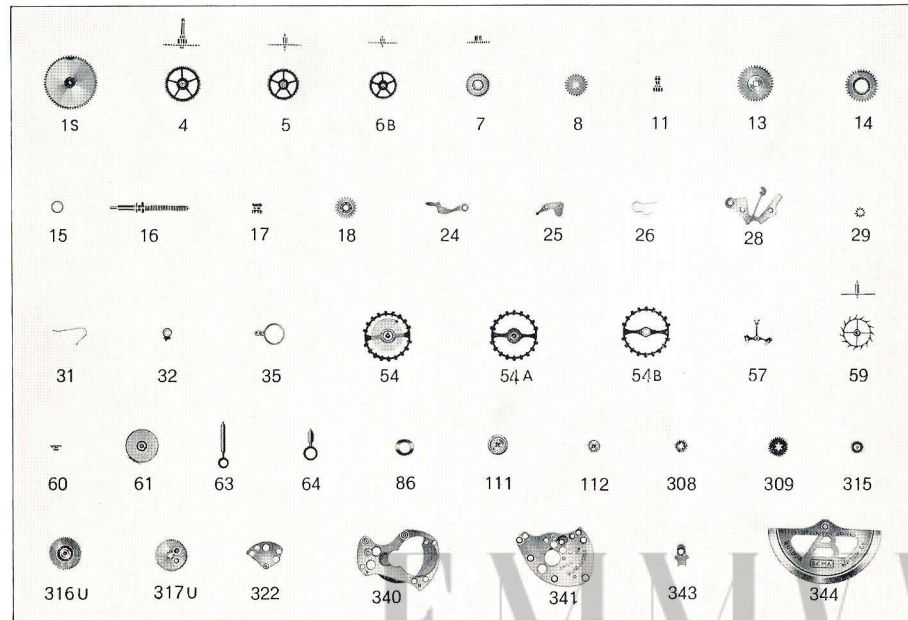 1S 4 5 6B 7 8 11 13 14
15 16 17 18 24 25 26 28 29
31 32 35 54 54A 54B 57 59
60 61 63 64 86 111 112 308 309 315
316U 317U 322 340 341 343 344
EMMW